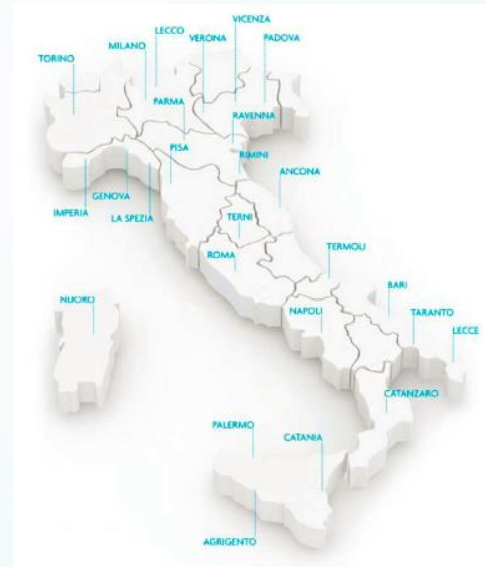 VICENZA
LECCO
VERONA
PADOVA
MILANO
TORINO
PARMA
RAVENNA
PISA
RIMINI
ANCONA
GENOVA
IMPERIA
LA SPEZIA
TERNI
ROMA
TERMOLI
BARI
NUORO
NAPOLI
TARANTO
LECCE
CATANZARO
PALERMO
CATANIA
AGRIGENTO